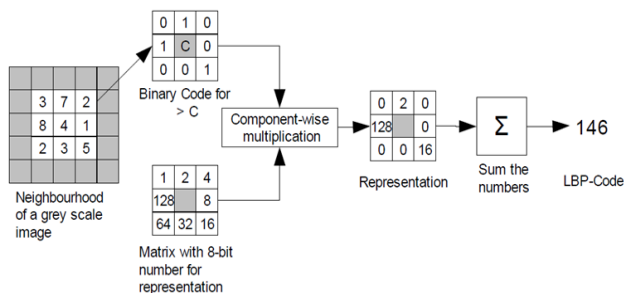 3 7 2
8 4 1
2 3 5
Neighbourhood
of a grey scale
image
0 1 0
1 C 0
0 0 1
Binary Code for
> C
1 2 4
128 8
64 32 16
Matrix with 8-bit
number for
representation
Component-wise
multiplication
0 2 0
128 0
0 0 16
Representation
Σ
Sum the
numbers
146
LBP-Code